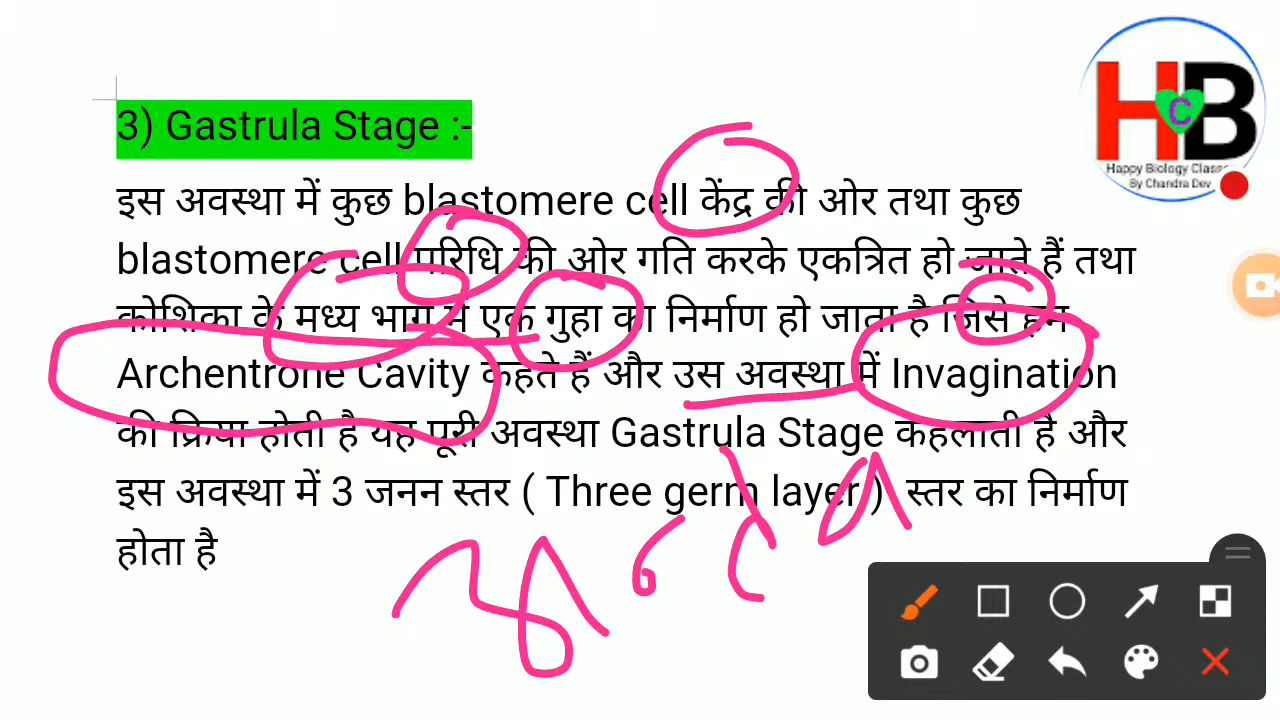 3) Gastrula Stage :-
इस अवस्था में कुछ blastomere cell केंद्र की ओर तथा कुछ
blastomere cell परिधि की ओर गति करके एकत्रित हो जाते हैं तथा
कोशिका के मध्य भाग में एक गुहा का निर्माण हो जाता है जिसे हम
Archentrone Cavity कहते हैं और उस अवस्था में Invagination
की क्रिया होती है यह पूरी अवस्था Gastrula Stage कहलाती है और
इस अवस्था में 3 जनन स्तर ( Three germ layer ) स्तर का निर्माण
होता है
HCB
Happy Biology Classe
By Chandra Dev